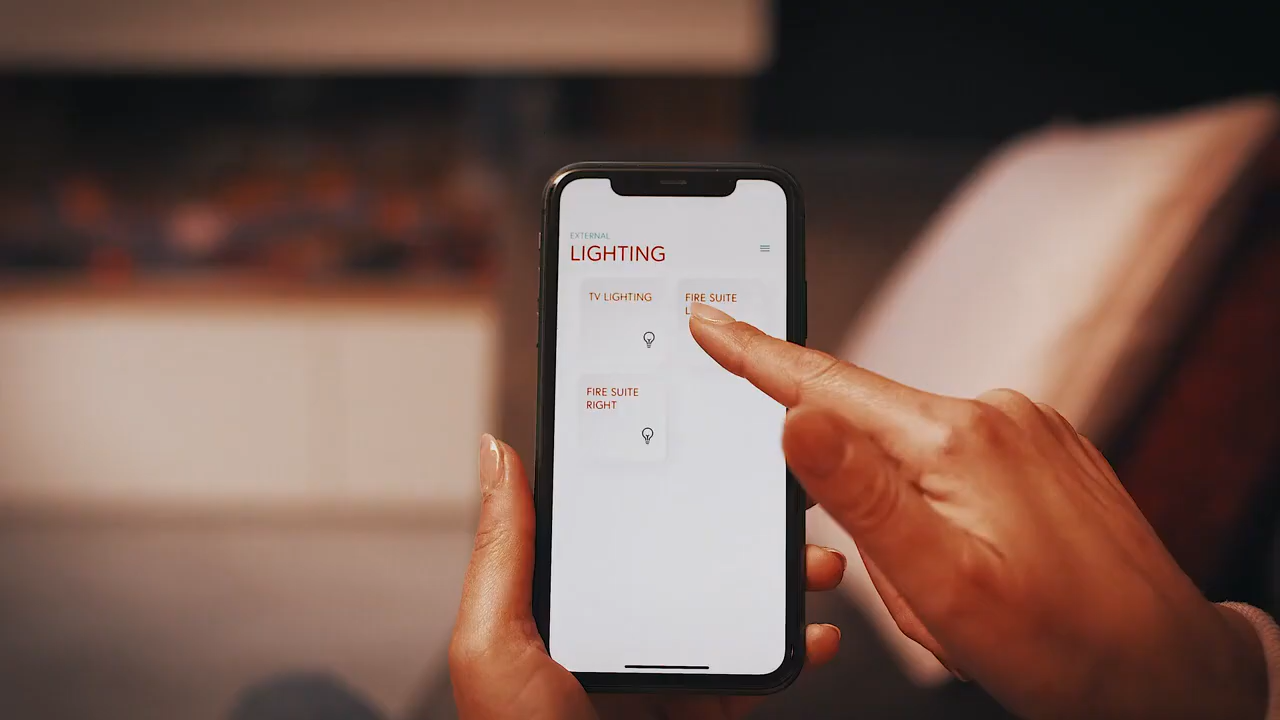 EXTERNAL
LIGHTING
TV LIGHTING
FIRE SUITE
FIRE SUITE
RIGHT